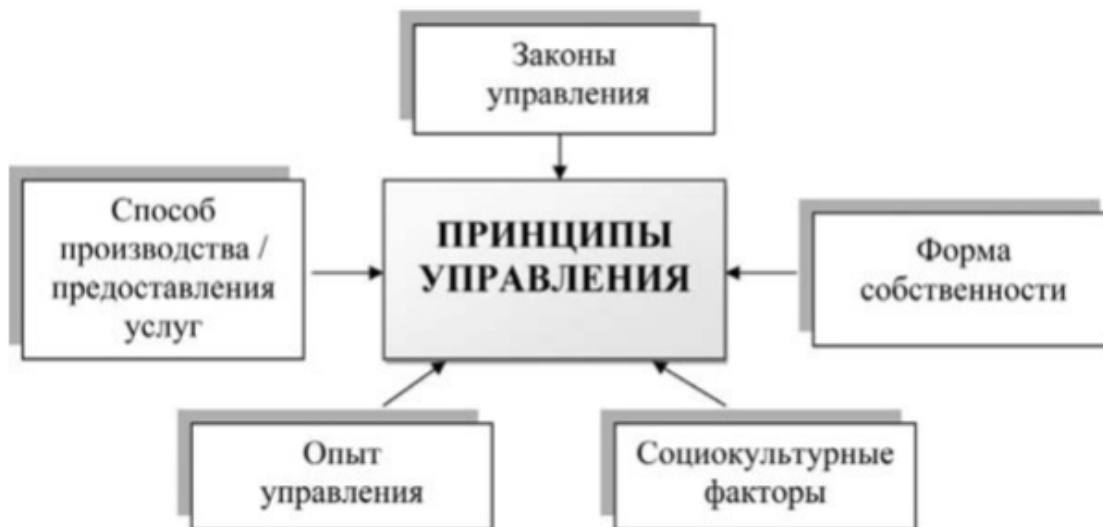 Законы
управления
Способ
производства /
предоставления
услуг
ПРИНЦИПЫ
УПРАВЛЕНИЯ
Форма
собственности
Опыт
управления
Социокультурные
факторы